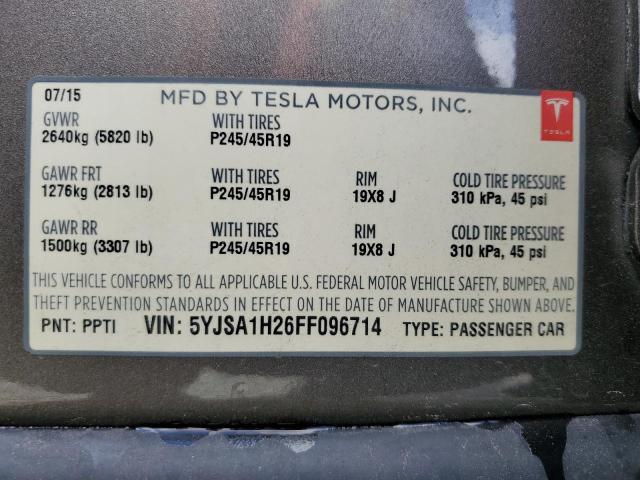 07/15 MFD BY TESLA MOTORS, INC.
TESLA
GVWR WITH TIRES
2640kg (5820 lb) P245/45R19
GAWR FRT WITH TIRES RIM COLD TIRE PRESSURE
1276kg (2813 lb) P245/45R19 19X8 J 310 kPa, 45 psi
GAWR RR WITH TIRES RIM COLD TIRE PRESSURE
1500kg (3307 lb) P245/45R19 19X8 J 310 kPa, 45 psi
THIS VEHICLE CONFORMS TO ALL APPLICABLE U.S. FEDERAL MOTOR VEHICLE SAFETY, BUMPER, AND
THEFT PREVENTION STANDARDS IN EFFECT ON THE DATE OF MANUFACTURE SHOWN ABOVE.
PNT: PPTI VIN: 5YJSA1H26FF096714 TYPE: PASSENGER CAR